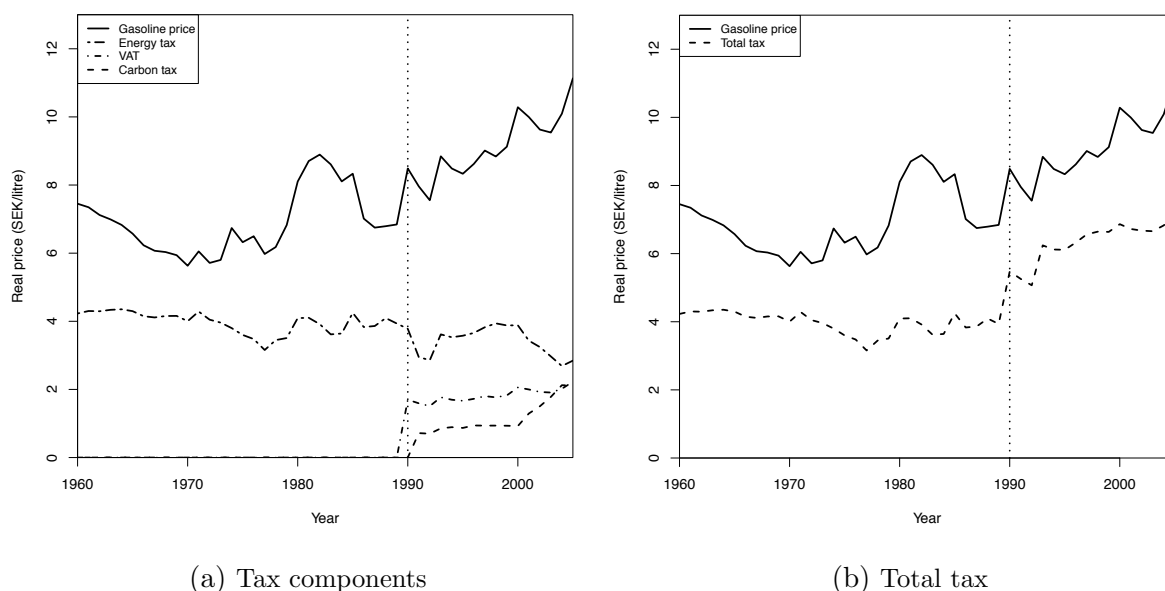 Gasoline price
Energy tax
VAT
Carbon tax
Real price (SEK/litre)
12
10
8
6
4
2
0
1960 1970 1980 1990 2000
Year
(a) Tax components
Gasoline price
Total tax
Real price (SEK/litre)
12
10
8
6
4
2
0
1960 1970 1980 1990 2000
Year
(b) Total tax